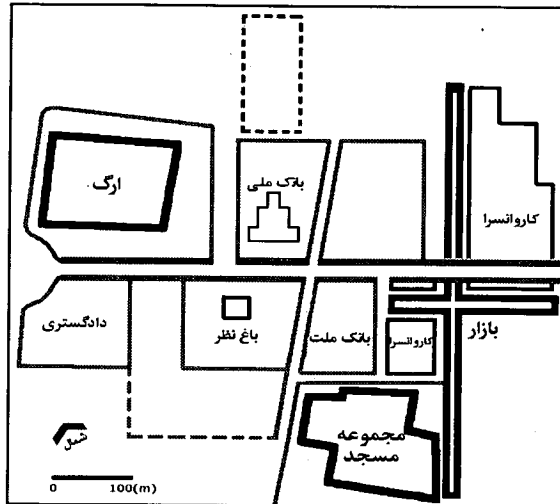 ارگ
بانک ملی
کاروانسرا
دادگستری
باغ نظر
بانک ملت
کاروانسرا
بازار
مجموعه
مسجد
شمال
0 100(m)